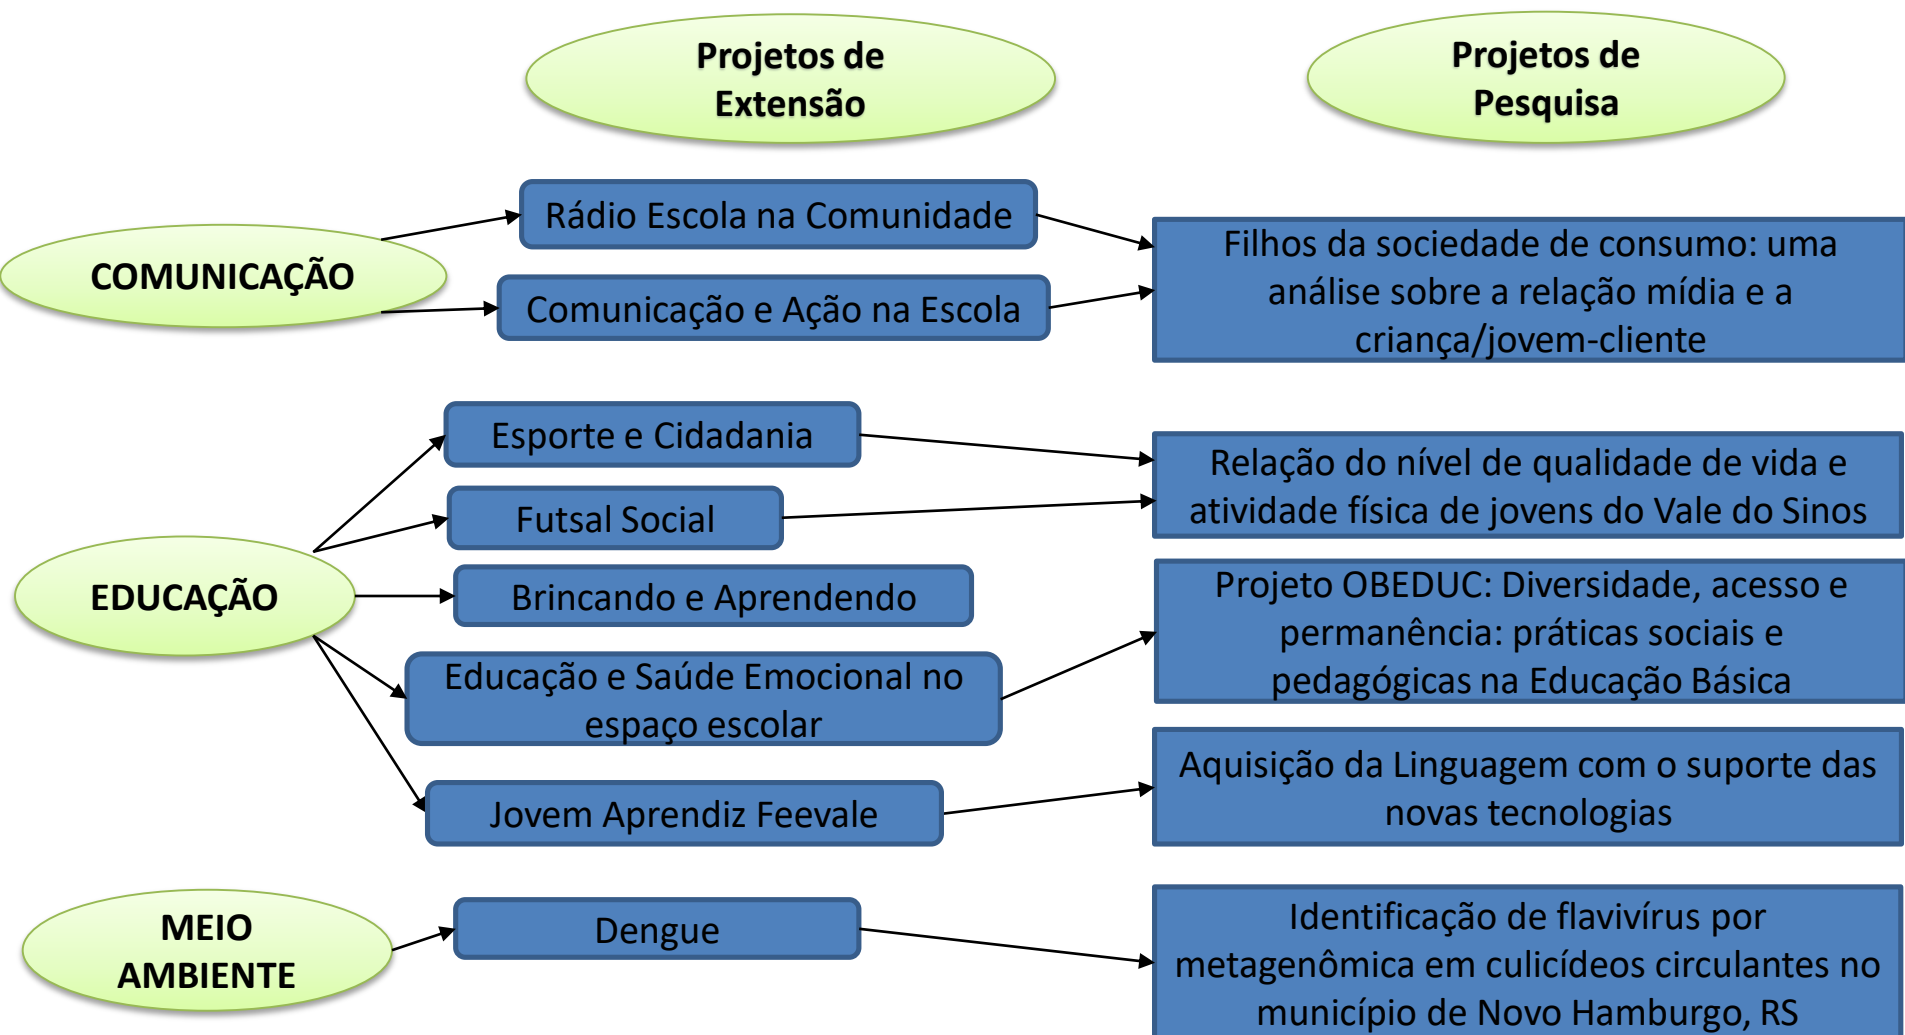 Projetos de
Extensão
Projetos de
Pesquisa
COMUNICAÇÃO
Rádio Escola na Comunidade
Comunicação e Ação na Escola
Filhos da sociedade de consumo: uma
análise sobre a relação mídia e a
criança/jovem-cliente
EDUCAÇÃO
Esporte e Cidadania
Futsal Social
Brincando e Aprendendo
Educação e Saúde Emocional no
espaço escolar
Jovem Aprendiz Feevale
Relação do nível de qualidade de vida e
atividade física de jovens do Vale do Sinos
Projeto OBEDUC: Diversidade, acesso e
permanência: práticas sociais e
pedagógicas na Educação Básica
Aquisição da Linguagem com o suporte das
novas tecnologias
MEIO
AMBIENTE
Dengue
Identificação de flavivírus por
metagenômica em culicídeos circulantes no
município de Novo Hamburgo, RS